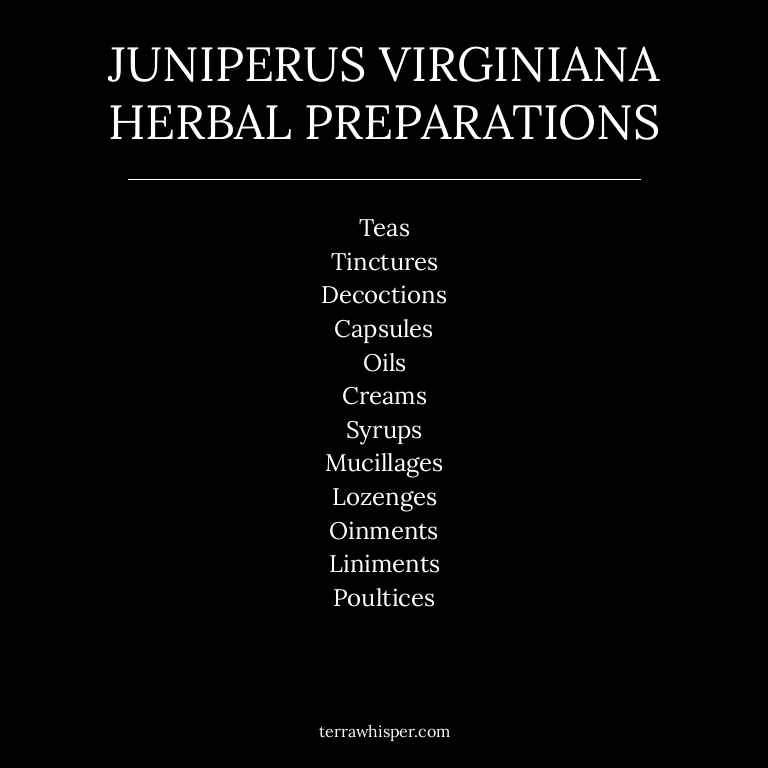 JUNIPERUS VIRGINIANA
HERBAL PREPARATIONS
Teas
Tinctures
Decoctions
Capsules
Oils
Creams
Syrups
Mucillages
Lozenges
Oinments
Liniments
Poultices
terrawhisper.com